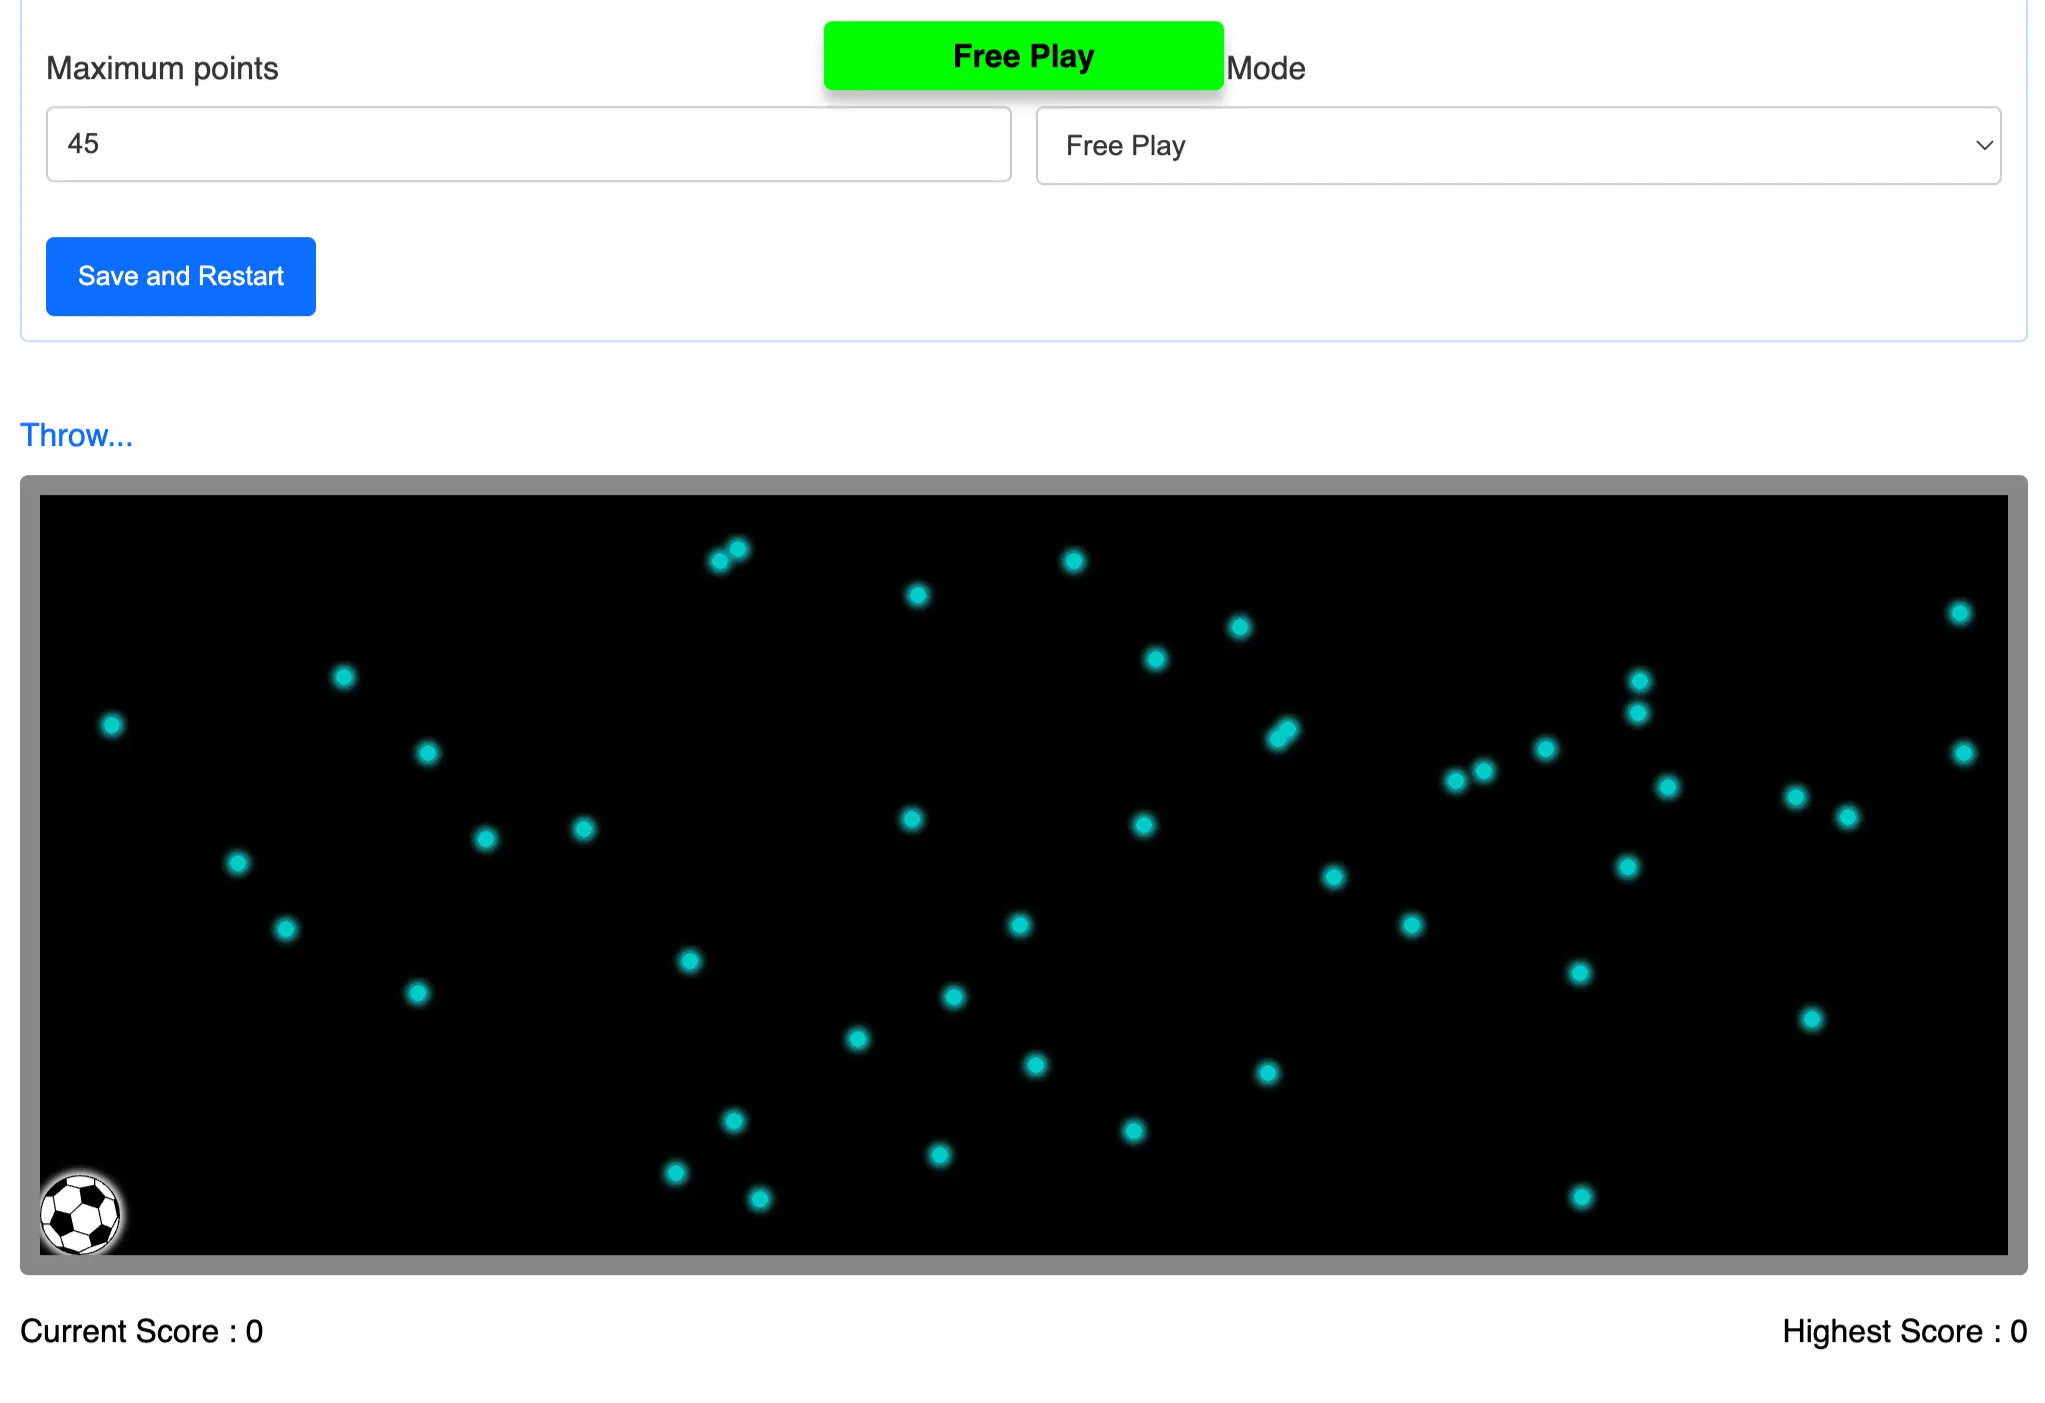 Free Play
Maximum points
Mode
45
Free Play
Save and Restart
Throw...
Current Score : 0
Highest Score : 0